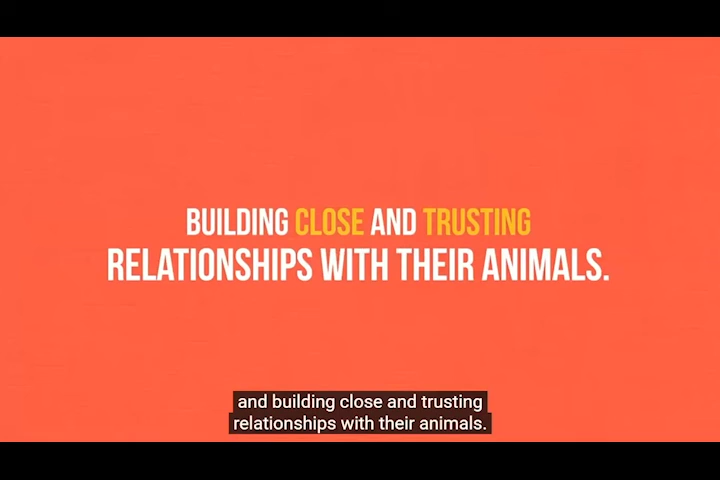 BUILDING CLOSE AND TRUSTING
RELATIONSHIPS WITH THEIR ANIMALS.
and building close and trusting
relationships with their animals.